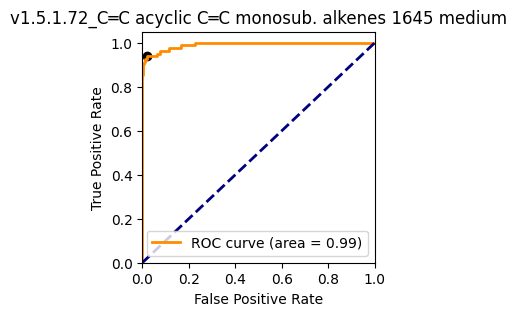 v1.5.1.72_C═C acyclic C═C monosub. alkenes 1645 medium
1.0
0.8
0.6
0.4
0.2
0.0
True Positive Rate
ROC curve (area = 0.99)
0.0 0.2 0.4 0.6 0.8 1.0
False Positive Rate